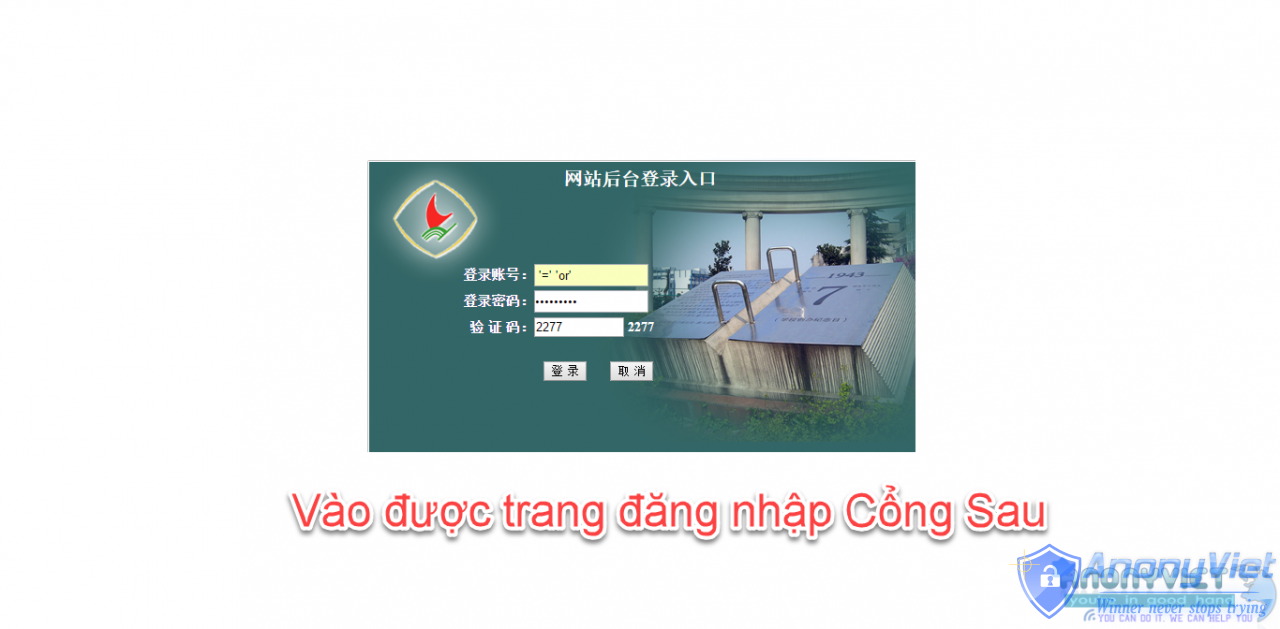 网站后台登录入口
登录账号： '=' 'or'
登录密码： •••••••••
验 证 码： 2277 2277
登 录 取 消
1943
7
Vào được trang đăng nhập Cổng Sau
AnonyViet
ANONYVIET
you're in good hand
Winner never stops trying
YOU CAN DO IT. WE CAN HELP YOU